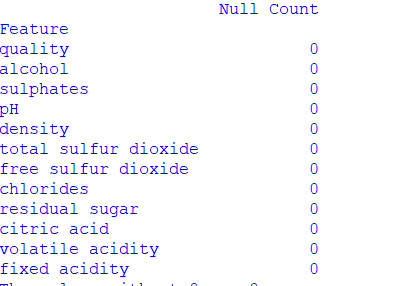 Null Count
Feature
quality 0
alcohol 0
sulphates 0
pH 0
density 0
total sulfur dioxide 0
free sulfur dioxide 0
chlorides 0
residual sugar 0
citric acid 0
volatile acidity 0
fixed acidity 0